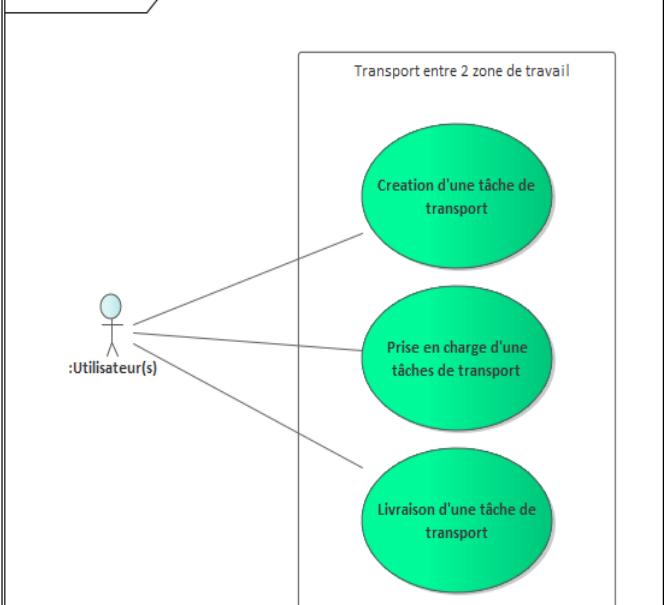 Transport entre 2 zone de travail
Creation d'une tâche de
transport
Prise en charge d'une
tâches de transport
:Utilisateur(s)
Livraison d'une tâche de
transport